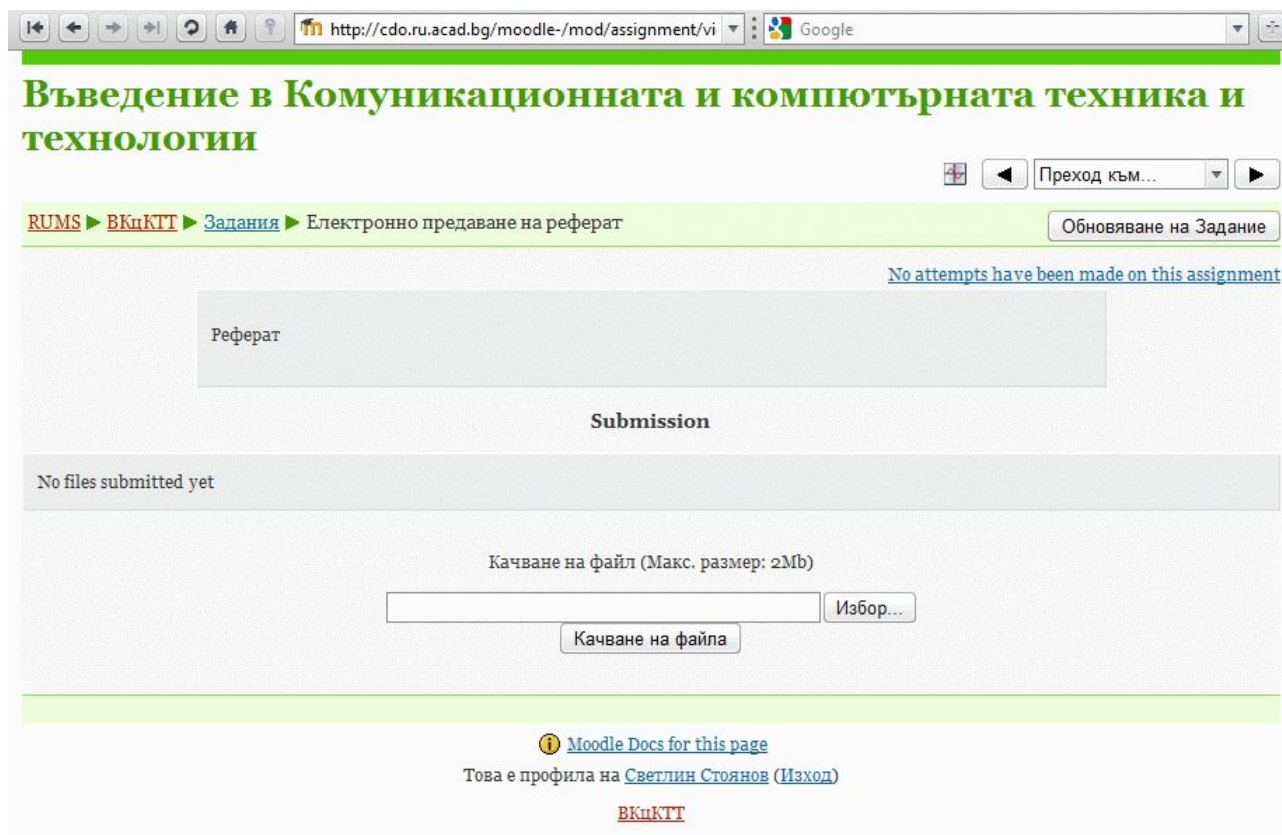 http://cdo.ru.acad.bg/moodle-/mod/assignment/vi Google
Въведение в Комуникационната и компютърната техника и
технологии
Преход към...
RUMS ВКцКТТ Задания Електронно предаване на реферат Обновяване на Задание
No attempts have been made on this assignment
Реферат
Submission
No files submitted yet
Качване на файл (Макс. размер: 2Mb)
Избор...
Качване на файла
Moodle Docs for this page
Това е профила на Светлин Стоянов (Изход)
ВКцКТТ